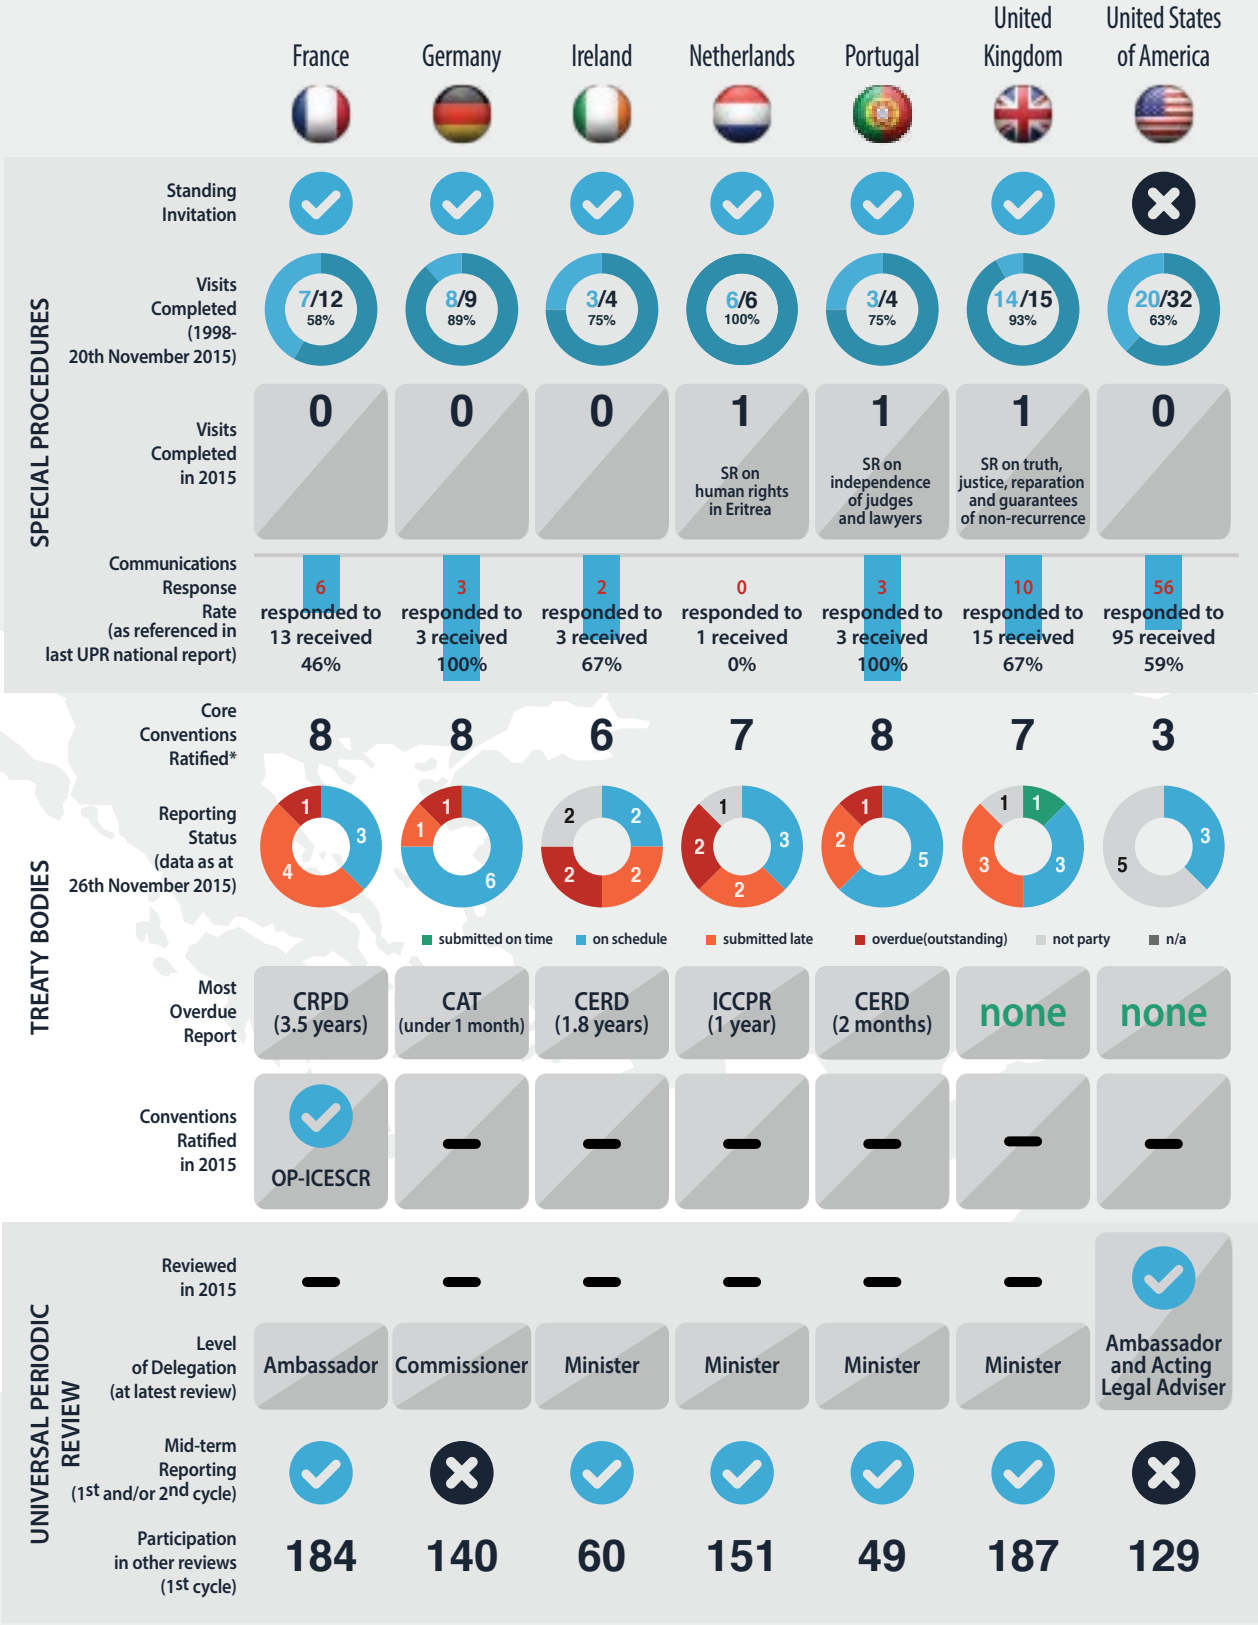 United
United States
France
Germany
Ireland
Netherlands
Portugal
Kingdom
of America
SPECIAL PROCEDURES
Standing
Invitation
Visits
Completed
(1998-
20th November 2015)
7/12
58%
8/9
89%
3/4
75%
6/6
100%
3/4
75%
14/15
93%
20/32
63%
Visits
Completed
in 2015
0
0
0
1
SR on
human rights
in Eritrea
1
SR on
independence
of judges
and lawyers
1
SR on truth,
justice, reparation
and guarantees
of non-recurrence
0
Communications
Response
Rate
(as referenced in
last UPR national report)
6
responded to
13 received
46%
3
responded to
3 received
100%
2
responded to
3 received
67%
0
responded to
1 received
0%
3
responded to
3 received
100%
10
responded to
15 received
67%
56
responded to
95 received
59%
TREATY BODIES
Core
Conventions
Ratified*
8
8
6
7
8
7
3
Reporting
Status
(data as at
26th November 2015)
1
3
4
1
1
6
2
2
2
2
1
3
2
2
1
2
5
1
1
3
3
3
5
submitted on time
on schedule
submitted late
overdue(outstanding)
not party
n/a
Most
Overdue
Report
CRPD
(3.5 years)
CAT
(under 1 month)
CERD
(1.8 years)
ICCPR
(1 year)
CERD
(2 months)
none
none
Conventions
Ratified
in 2015
OP-ICESCR
UNIVERSAL PERIODIC
REVIEW
Reviewed
in 2015
Level
of Delegation
(at latest review)
Ambassador
Commissioner
Minister
Minister
Minister
Minister
Ambassador
and Acting
Legal Adviser
Mid-term
Reporting
(1st and/or 2nd cycle)
Participation
in other reviews
(1st cycle)
184
140
60
151
49
187
129